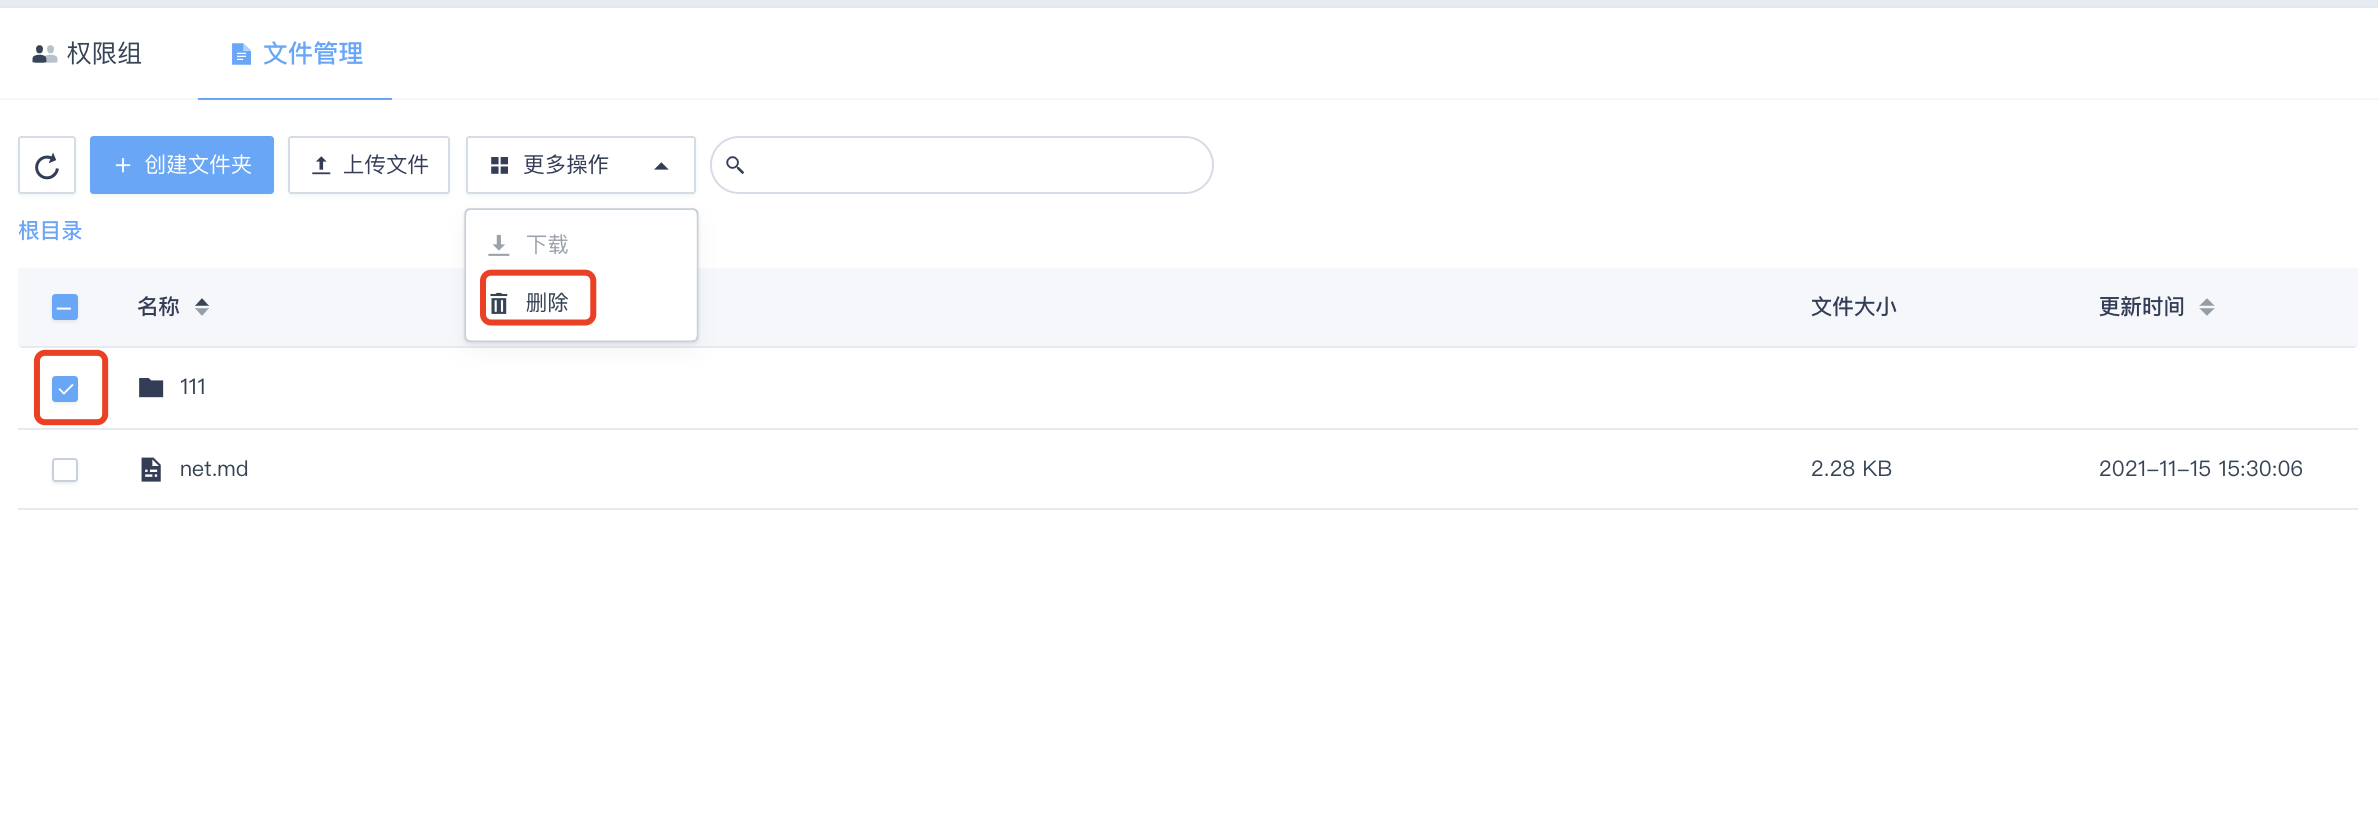 权限组 文件管理
创建文件夹 上传文件 更多操作
根目录
下载
删除
名称 文件大小 更新时间
111
net.md 2.28 KB 2021-11-15 15:30:06